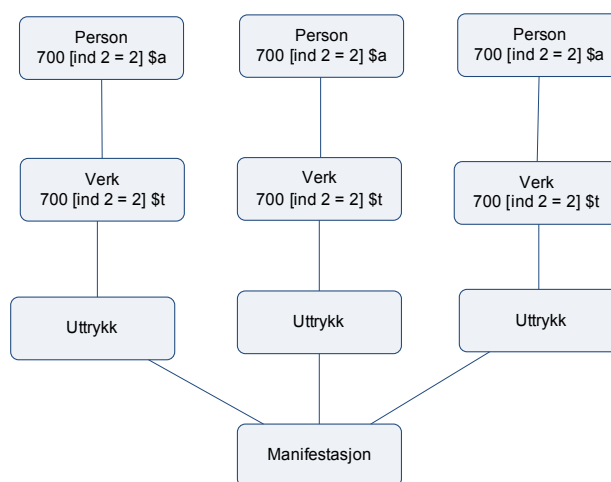 Person
700 [ind 2 = 2] $a
Person
700 [ind 2 = 2] $a
Person
700 [ind 2 = 2] $a
Verk
700 [ind 2 = 2] $t
Verk
700 [ind 2 = 2] $t
Verk
700 [ind 2 = 2] $t
Uttrykk
Uttrykk
Uttrykk
Manifestasjon